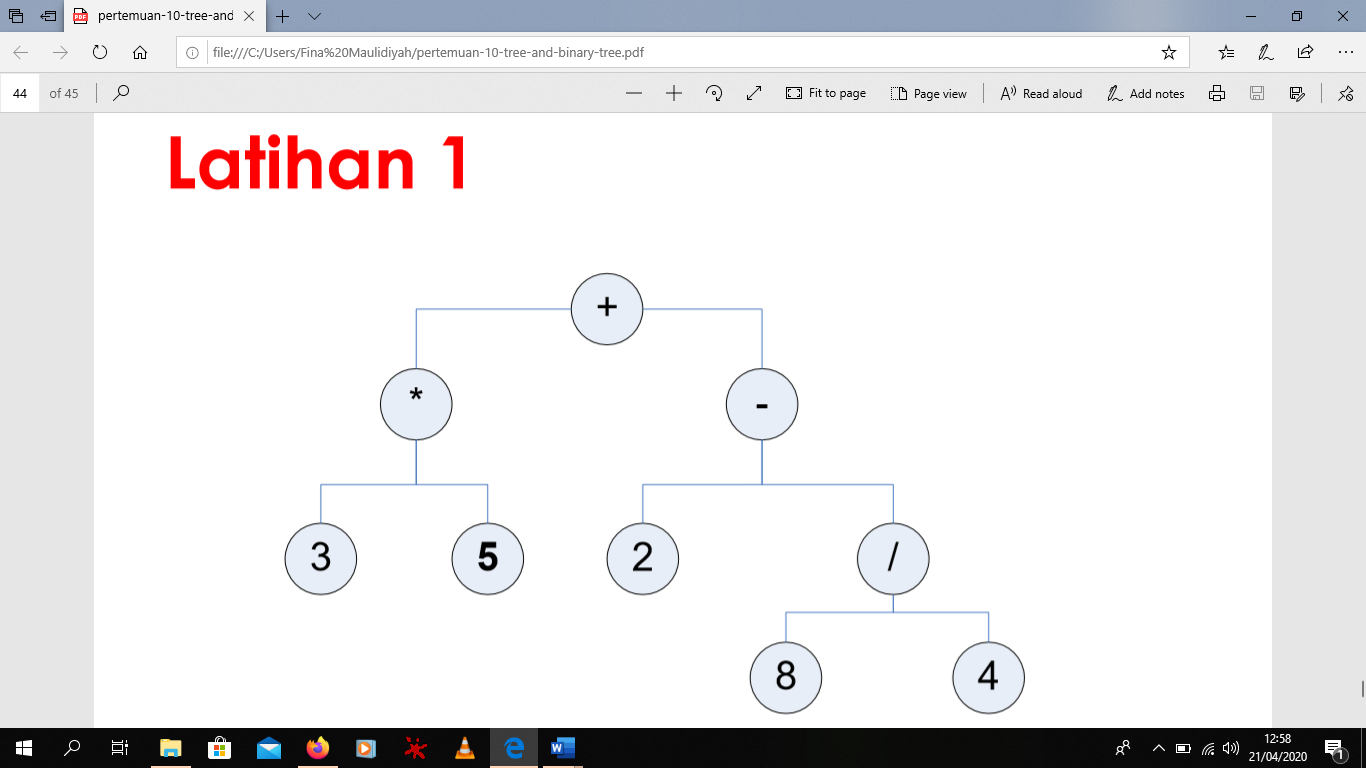 pertemuan-10-tree-and
file:///C:/Users/Fina%20Maulidiyah/pertemuan-10-tree-and-binary-tree.pdf
44 of 45 Fit to page Page view Read aloud Add notes
Latihan 1
+
* -
3 5 2 /
8 4
12:58
21/04/2020
1